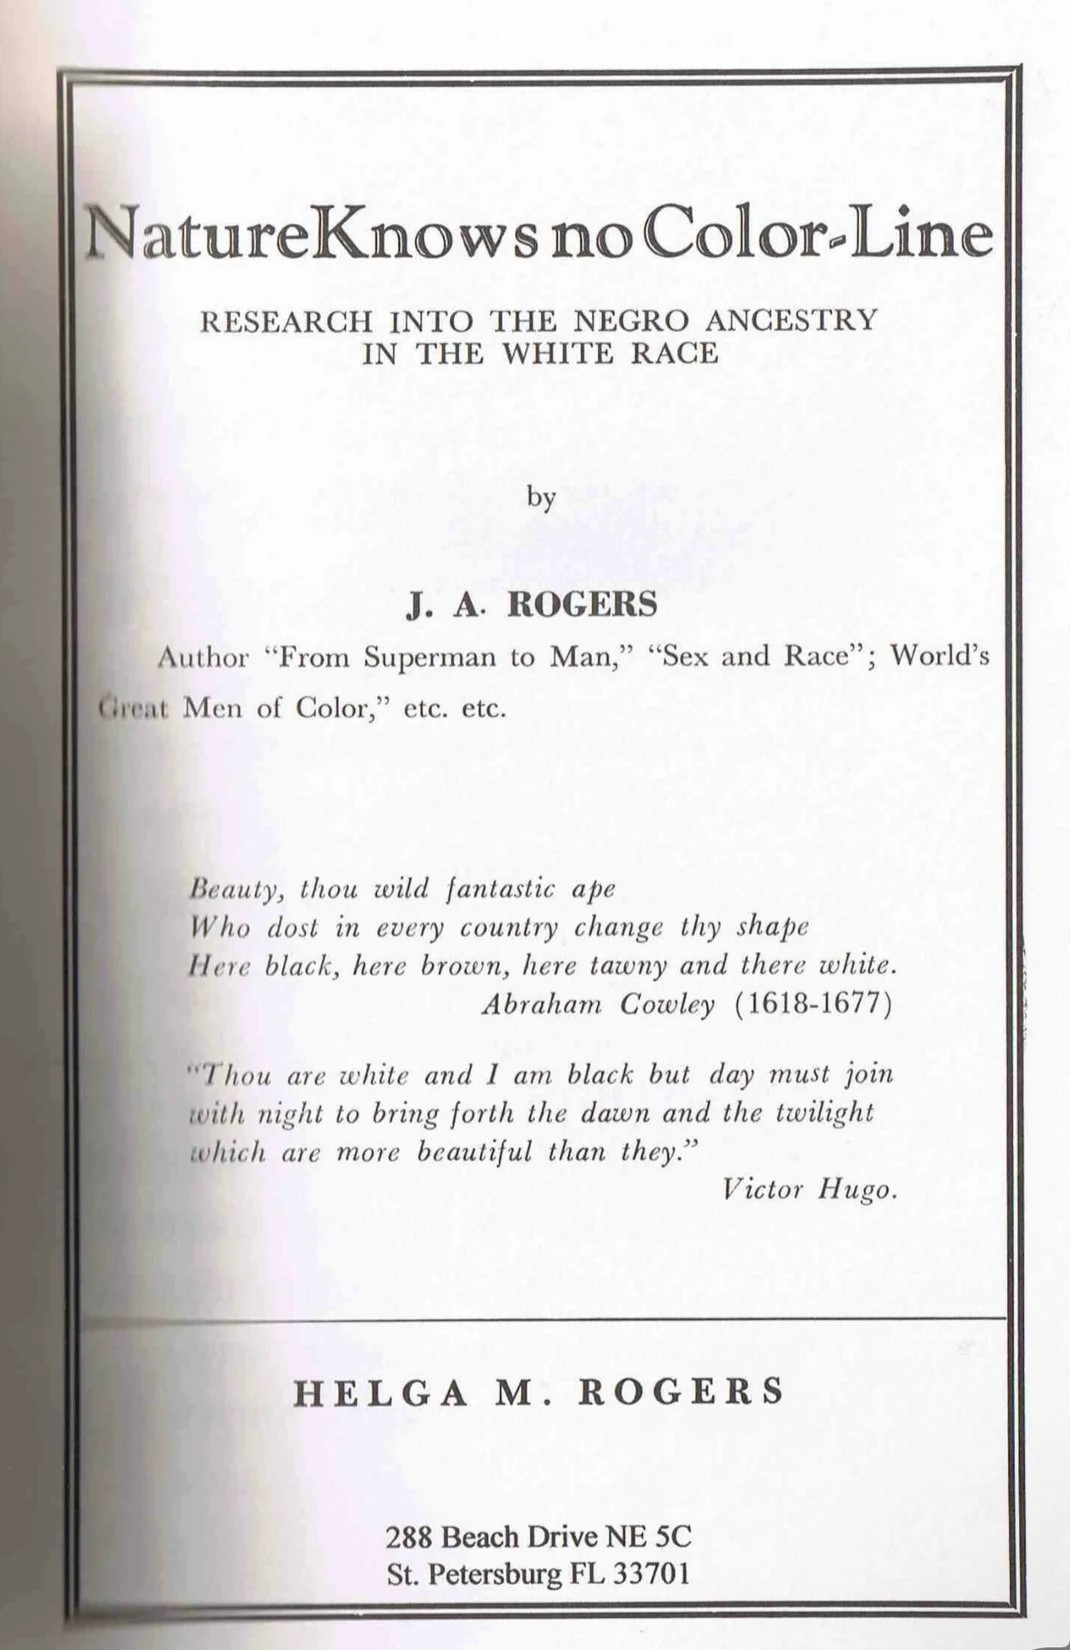 Nature Knows no Color-Line
RESEARCH INTO THE NEGRO ANCESTRY
IN THE WHITE RACE
by
J. A. ROGERS
Author "From Superman to Man," "Sex and Race"; World's
Great Men of Color," etc. etc.
Beauty, thou wild fantastic ape
Who dost in every country change thy shape
Here black, here brown, here tawny and there white.
Abraham Cowley (1618-1677)
"Thou are white and I am black but day must join
with night to bring forth the dawn and the twilight
which are more beautiful than they."
Victor Hugo.
HELGA M. ROGERS
288 Beach Drive NE 5C
St. Petersburg FL 33701